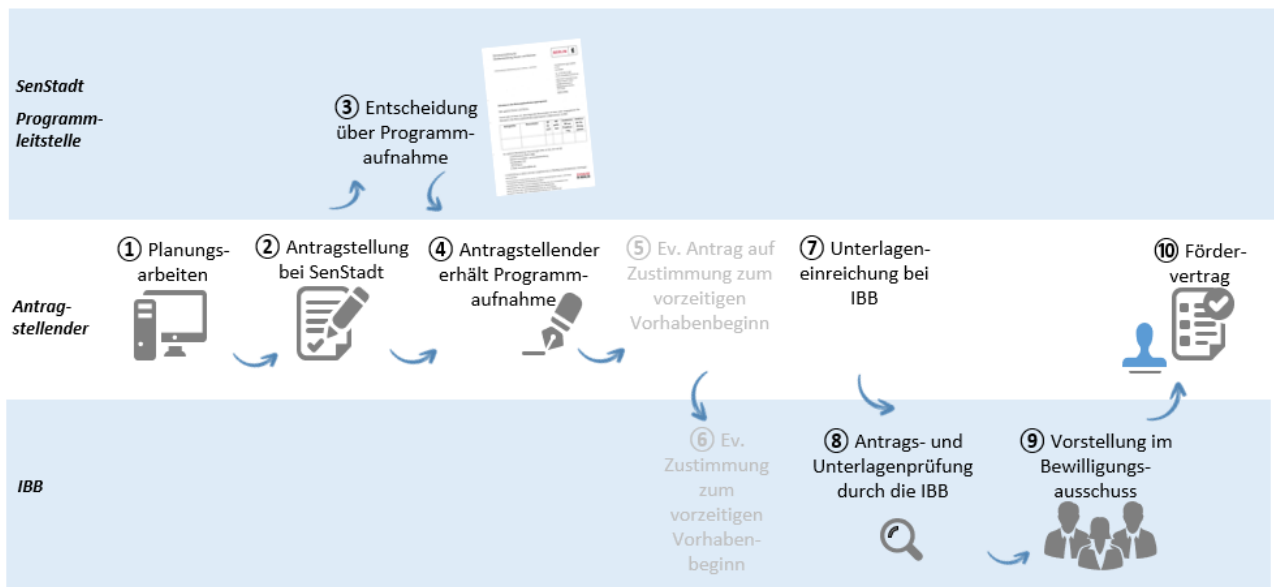 SenStadt
Programm-
leitstelle
③ Entscheidung
über Programm-
aufnahme
Antrag-
stellender
① Planungs-
arbeiten
② Antragstellung
bei SenStadt
④ Antragstellender
erhält Programm-
aufnahme
⑤ Ev. Antrag auf
Zustimmung zum
vorzeitigen
Vorhabenbeginn
⑦ Unterlagen-
einreichung bei
IBB
⑩ Förder-
vertrag
IBB
⑥ Ev.
Zustimmung
zum
vorzeitigen
Vorhaben-
beginn
⑧ Antrags- und
Unterlagenprüfung
durch die IBB
⑨ Vorstellung im
Bewilligungs-
ausschuss